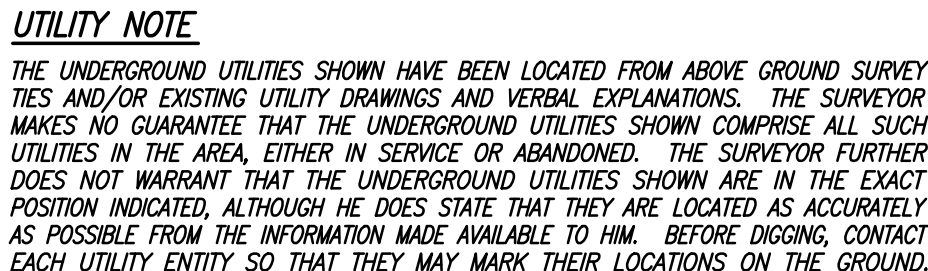 UTILITY NOTE
THE UNDERGROUND UTILITIES SHOWN HAVE BEEN LOCATED FROM ABOVE GROUND SURVEY
TIES AND/OR EXISTING UTILITY DRAWINGS AND VERBAL EXPLANATIONS. THE SURVEYOR
MAKES NO GUARANTEE THAT THE UNDERGROUND UTILITIES SHOWN COMPRISE ALL SUCH
UTILITIES IN THE AREA, EITHER IN SERVICE OR ABANDONED. THE SURVEYOR FURTHER
DOES NOT WARRANT THAT THE UNDERGROUND UTILITIES SHOWN ARE IN THE EXACT
POSITION INDICATED, ALTHOUGH HE DOES STATE THAT THEY ARE LOCATED AS ACCURATELY
AS POSSIBLE FROM THE INFORMATION MADE AVAILABLE TO HIM. BEFORE DIGGING, CONTACT
EACH UTILITY ENTITY SO THAT THEY MAY MARK THEIR LOCATIONS ON THE GROUND.